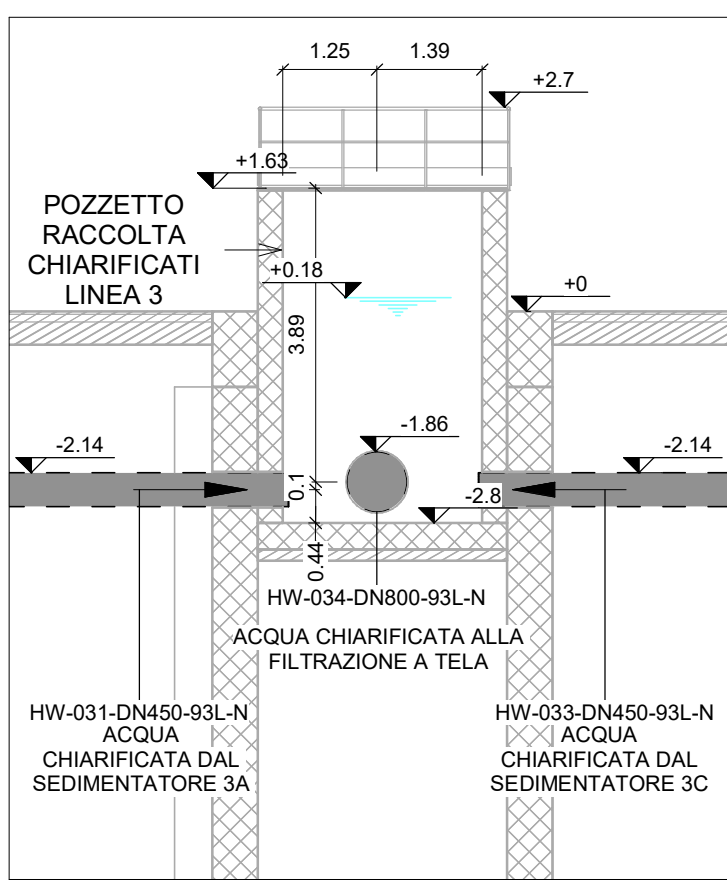 1.25
1.39
+2.7
+1.63
POZZETTO
RACCOLTA
CHIARIFICATI
LINEA 3
+0.18
+0
3.89
-1.86
-2.14
-2.14
0.1
-2.8
0.44
HW-034-DN800-93L-N
ACQUA CHIARIFICATA ALLA
FILTRAZIONE A TELA
HW-031-DN450-93L-N
ACQUA
CHIARIFICATA DAL
SEDIMENTATORE 3A
HW-033-DN450-93L-N
ACQUA
CHIARIFICATA DAL
SEDIMENTATORE 3C